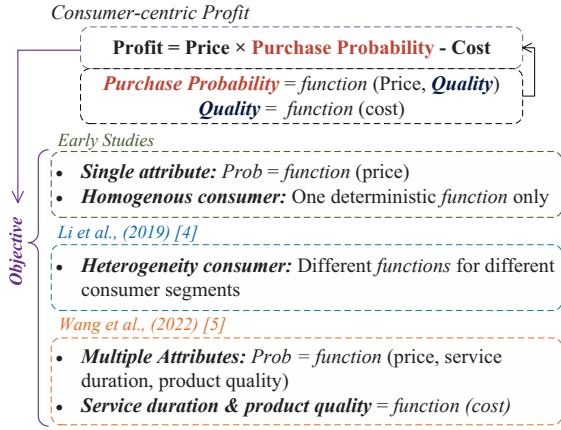 Consumer-centric Profit
Profit = Price × Purchase Probability - Cost
Purchase Probability = function (Price, Quality)
Quality = function (cost)
Early Studies
• Single attribute: Prob = function (price)
• Homogenous consumer: One deterministic function only
Objective
Li et al., (2019) [4]
• Heterogeneity consumer: Different functions for different
consumer segments
Wang et al., (2022) [5]
• Multiple Attributes: Prob = function (price, service
duration, product quality)
• Service duration & product quality = function (cost)